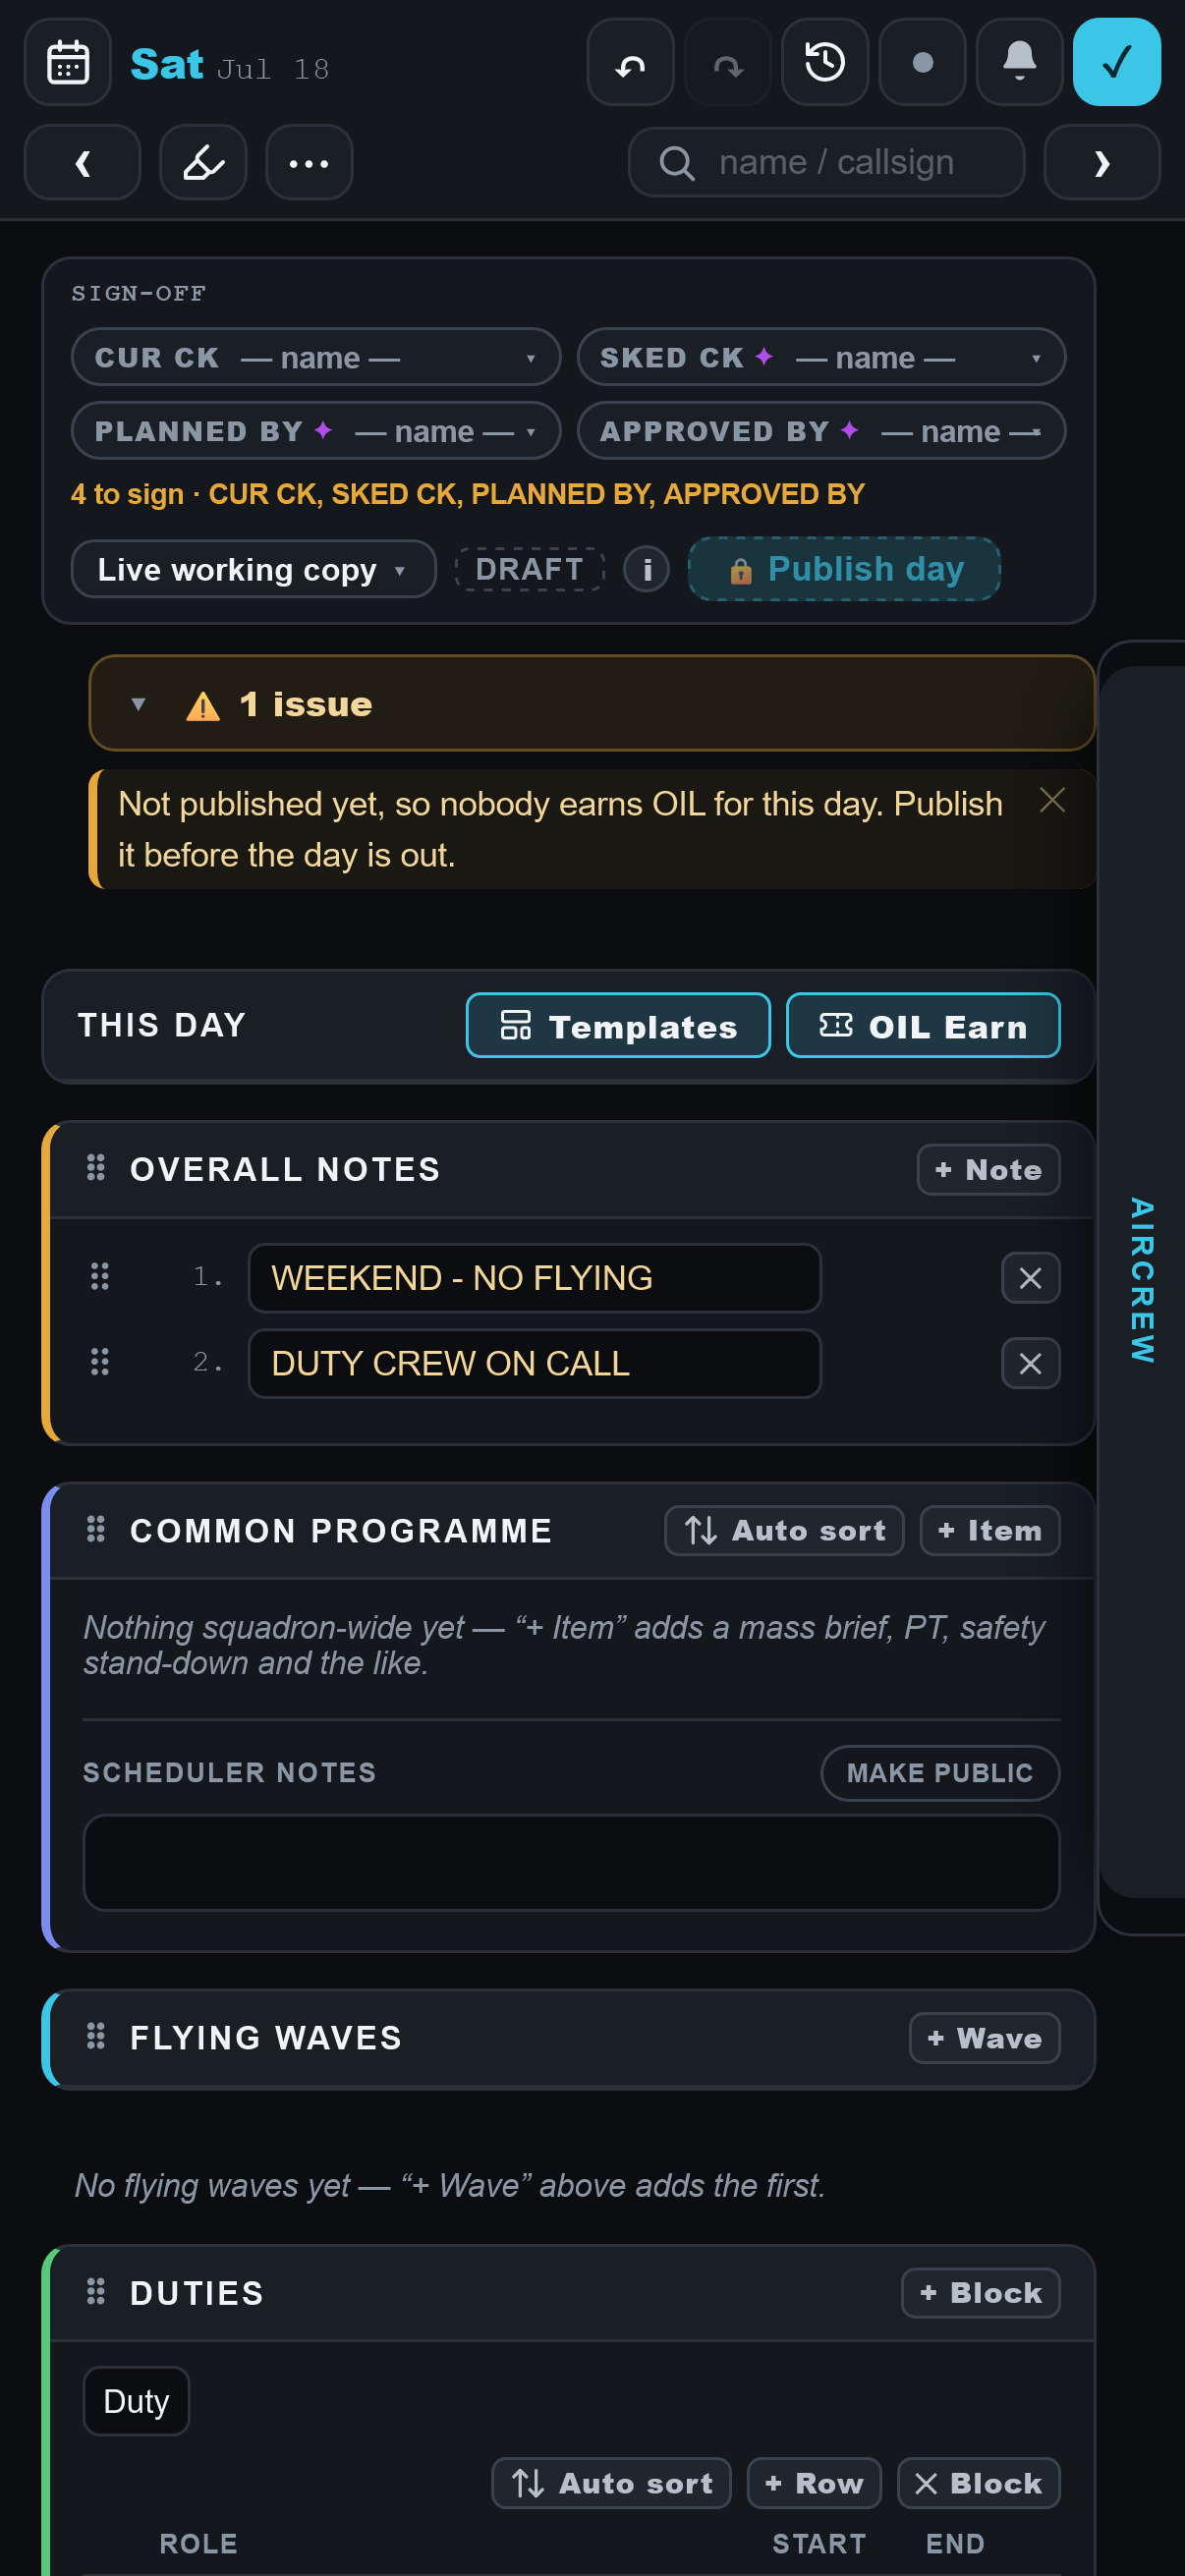 Sat Jul 18
name / callsign
SIGN-OFF
CUR CK — name —
SKED CK — name —
PLANNED BY — name —
APPROVED BY — name —
4 to sign · CUR CK, SKED CK, PLANNED BY, APPROVED BY
Live working copy
DRAFT
i
Publish day
1 issue
Not published yet, so nobody earns OIL for this day. Publish
it before the day is out.
THIS DAY
Templates
OIL Earn
AIRCREW
OVERALL NOTES
+ Note
1. WEEKEND - NO FLYING
2. DUTY CREW ON CALL
COMMON PROGRAMME
Auto sort
+ Item
Nothing squadron-wide yet — “+ Item” adds a mass brief, PT, safety
stand-down and the like.
SCHEDULER NOTES
MAKE PUBLIC
FLYING WAVES
+ Wave
No flying waves yet — “+ Wave” above adds the first.
DUTIES
+ Block
Duty
Auto sort
+ Row
× Block
ROLE START END